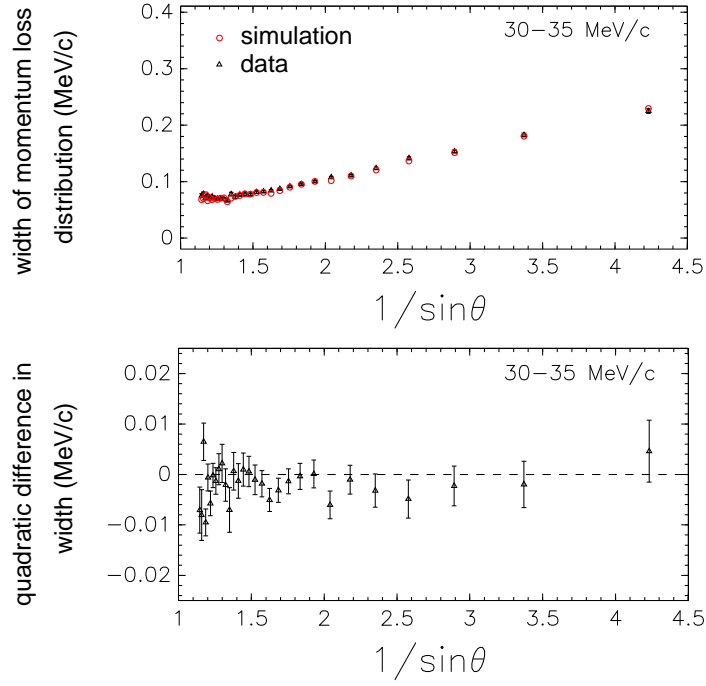 width of momentum loss
distribution (MeV/c)
0.4
0.3
0.2
0.1
0
simulation
data
30−35 MeV/c
1 1.5 2 2.5 3 3.5 4 4.5
1/sinθ
quadratic difference in
width (MeV/c)
0.02
0.01
0
−0.01
−0.02
30−35 MeV/c
1 1.5 2 2.5 3 3.5 4 4.5
1/sinθ